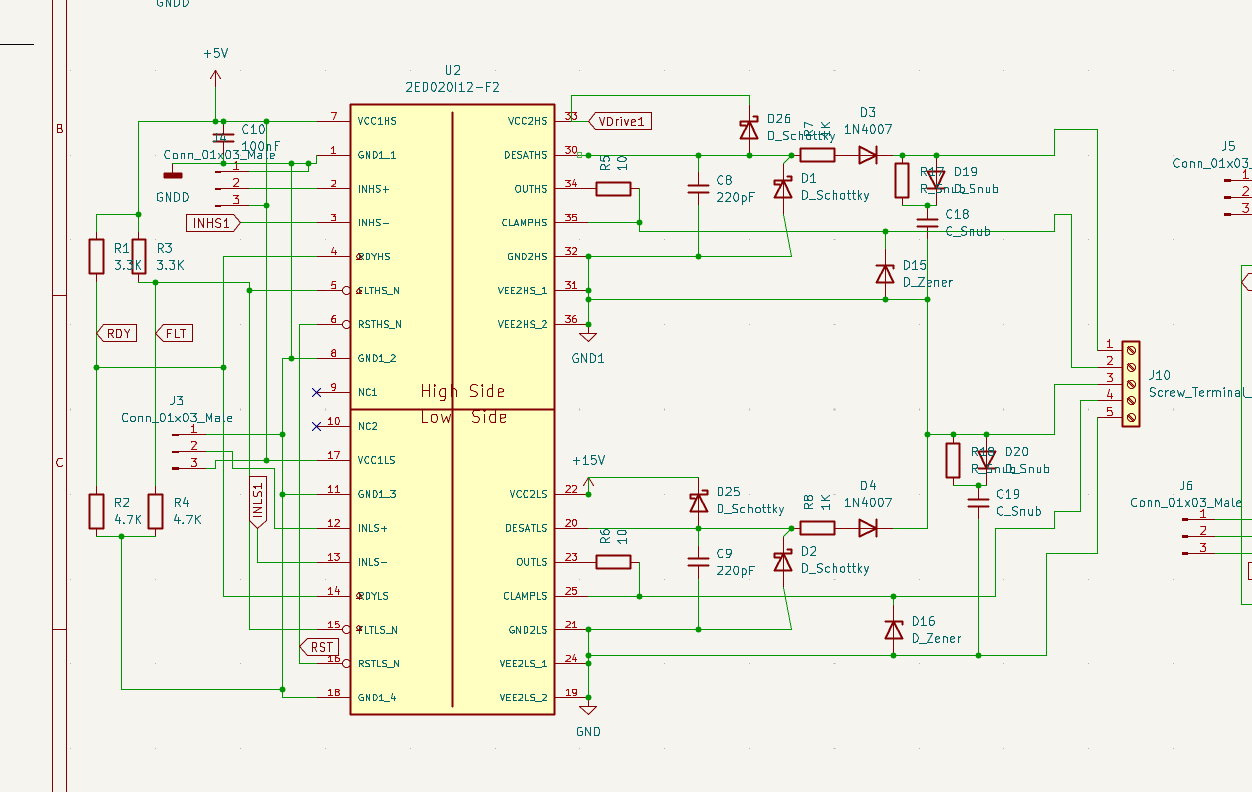 GNDD
+5V
U2
2ED020I12-F2
B
C10
100nF
J4
Conn_01x03_Male
1
2
3
GNDD
INHS1
R1
3.3K
R3
3.3K
RDY
FLT
J3
Conn_01x03_Male
1
2
3
C
R2
4.7K
R4
4.7K
INLS1
RST
7
VCC1HS
1
GND1_1
2
INHS+
3
INHS-
4
RDYHS
5
FLTHS_N
6
RSTHS_N
8
GND1_2
9
NC1
10
NC2
17
VCC1LS
11
GND1_3
12
INLS+
13
INLS-
14
RDYLS
15
FLTLS_N
16
RSTLS_N
18
GND1_4
High Side
Low Side
VCC2HS
33
DESATHS
30
OUTHS
34
CLAMPHS
35
GND2HS
32
VEE2HS_1
31
VEE2HS_2
36
VCC2LS
22
DESATLS
20
OUTLS
23
CLAMPLS
25
GND2LS
21
VEE2LS_1
24
VEE2LS_2
19
VDrive1
D26
D_Schottky
R7
1K
D3
1N4007
R5
10
C8
220pF
D1
D_Schottky
R17
R_Snub
D19
D_Snub
C18
C_Snub
D15
D_Zener
GND1
J5
Conn_01x03_
1
2
3
1
2
3
4
5
J10
Screw_Terminal_
+15V
D25
D_Schottky
R8
1K
D4
1N4007
R6
10
C9
220pF
D2
D_Schottky
R18
R_Snub
D20
D_Snub
C19
C_Snub
D16
D_Zener
GND
J6
Conn_01x03_Male
1
2
3